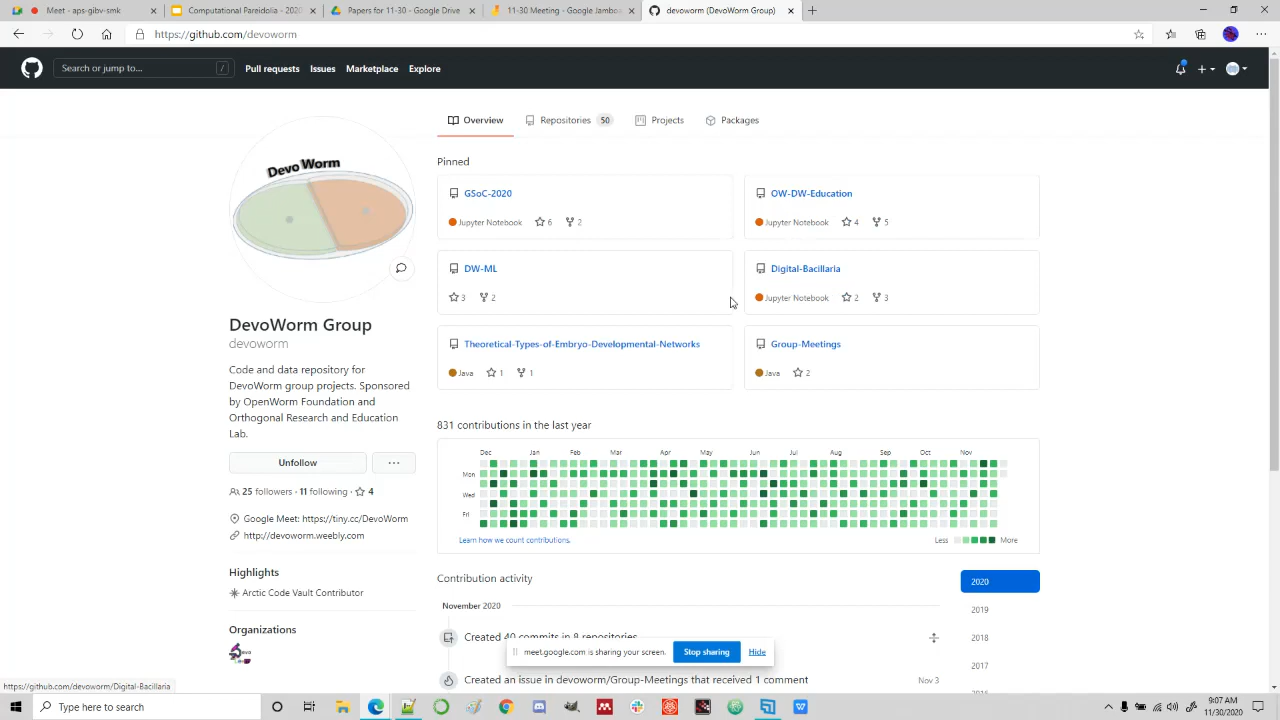 Meet - aps-gbvi-smk
Computational Parifolia - 2020
Papers for 11-30 - Google Drive
11-30 Meeting - Google Jamboa
devoworm (DevoWorm Group)
https://github.com/devoworm
Search or jump to...
/
Pull requests
Issues
Marketplace
Explore
Overview
Repositories 50
Projects
Packages
Devo Worm
DevoWorm Group
devoworm
Code and data repository for
DevoWorm group projects. Sponsored
by OpenWorm Foundation and
Orthogonal Research and Education
Lab.
Unfollow
...
25 followers · 11 following · 4
Google Meet: https://tiny.cc/DevoWorm
http://devoworm.weebly.com
Highlights
Arctic Code Vault Contributor
Organizations
Pinned
GSoC-2020
Jupyter Notebook 6 2
OW-DW-Education
Jupyter Notebook 4 5
DW-ML
3 2
Digital-Bacillaria
Jupyter Notebook 2 3
Theoretical-Types-of-Embryo-Developmental-Networks
Java 1 1
Group-Meetings
Java 2
831 contributions in the last year
Dec Jan Feb Mar Apr May Jun Jul Aug Sep Oct Nov
Mon
Wed
Fri
Learn how we count contributions.
Less More
Contribution activity
2020
2019
2018
2017
November 2020
Created 40 commits in 8 repositories
meet.google.com is sharing your screen.
Stop sharing
Hide
Created an issue in devoworm/Group-Meetings that received 1 comment
Nov 3
https://github.com/devoworm/Digital-Bacillaria
Type here to search
9:07 AM
11/30/2020